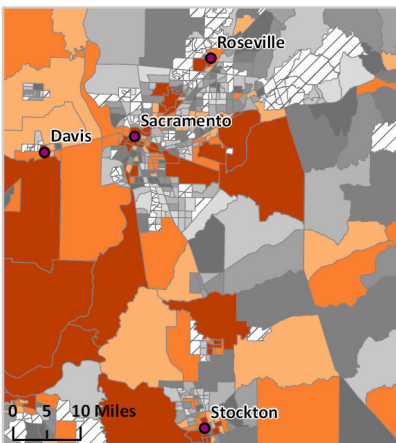 Roseville
Sacramento
Davis
0 5 10 Miles
Stockton